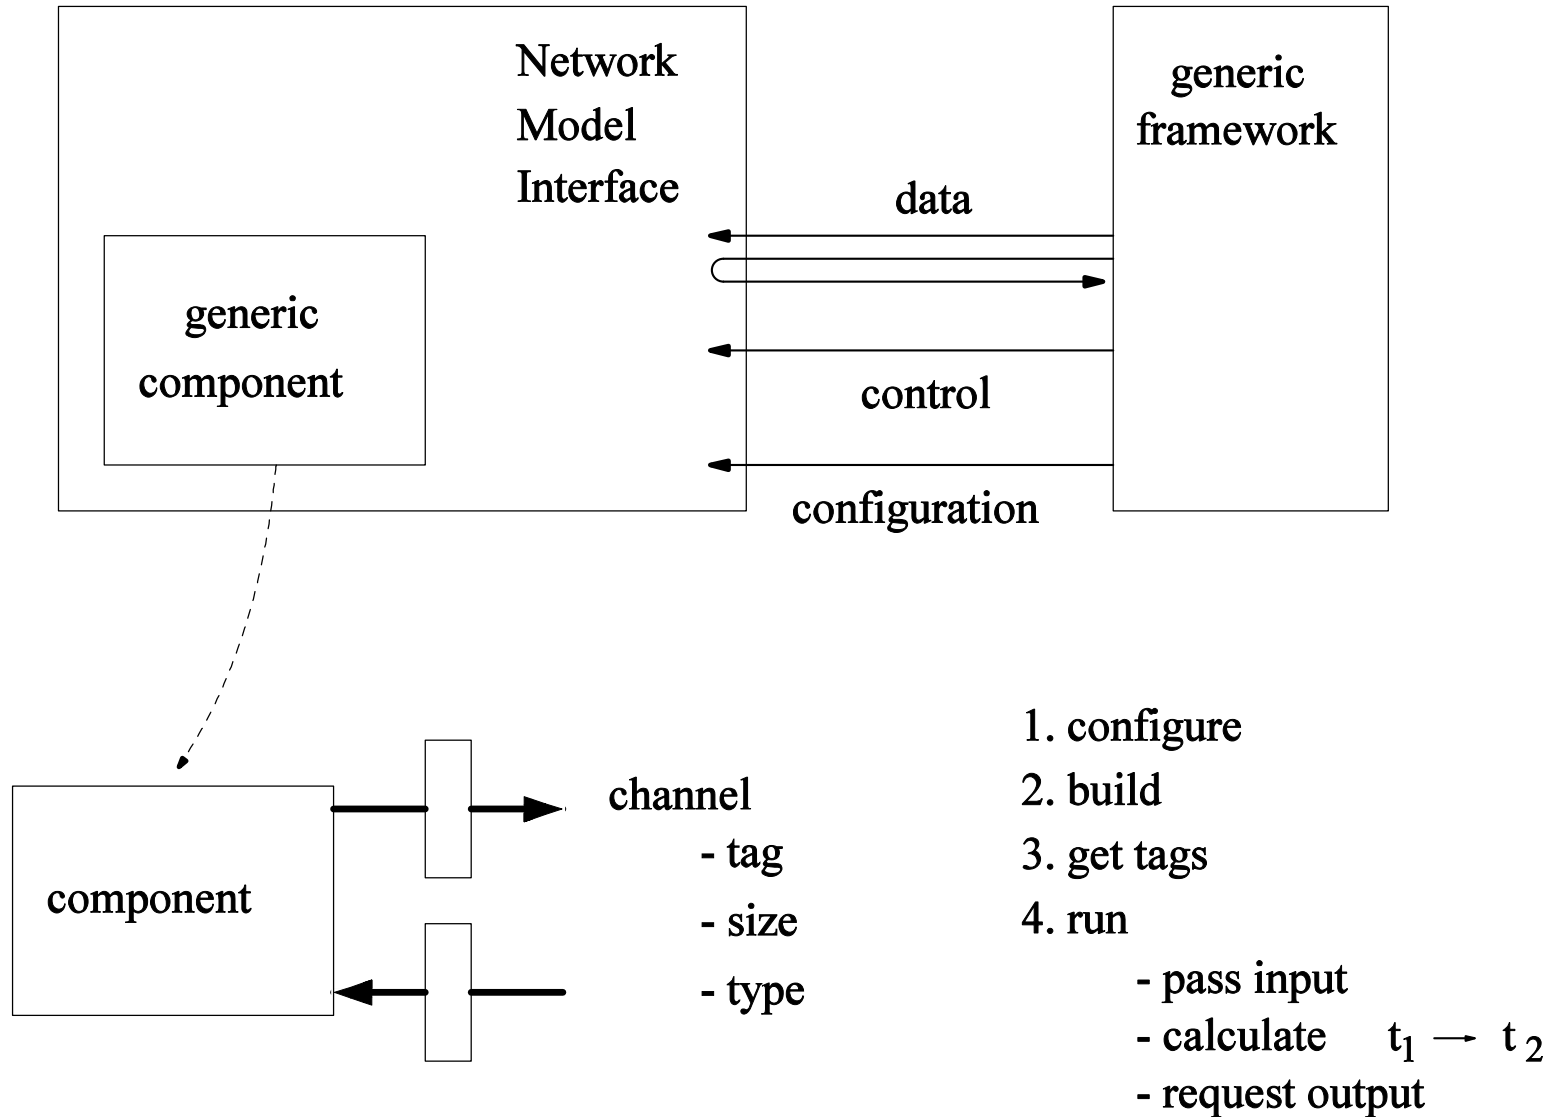 Network
Model
Interface
generic
framework
data
generic
component
control
configuration
component
channel
- tag
- size
- type
1. configure
2. build
3. get tags
4. run
- pass input
- calculate t1 → t2
- request output